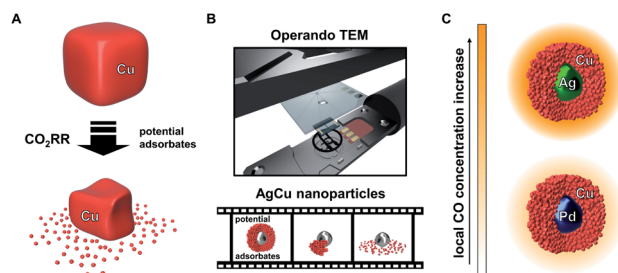 A
Cu
CO2RR
potential
adsorbates
Cu
B
Operando TEM
AgCu nanoparticles
potential
adsorbates
C
local CO concentration increase
Cu
Ag
Cu
Pd